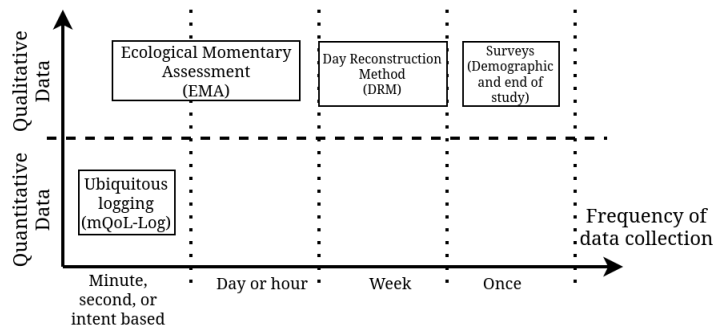 Qualitative
Data
Ecological Momentary
Assessment
(EMA)
Day Reconstruction
Method
(DRM)
Surveys
(Demographic
and end of
study)
Quantitative
Data
Ubiquitous
logging
(mQoL-Log)
Frequency of
data collection
Minute,
second, or
intent based
Day or hour
Week
Once